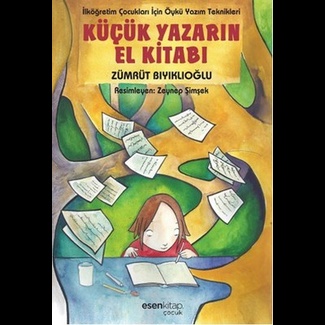 İlköğretim Çocukları İçin Öykü Yazım Teknikleri
KÜÇÜK YAZARIN
EL KİTABI
ZÜMRÜT BIYIKLIOĞLU
Resimleyen: Zeynep Şimşek
esenkitap
çocuk